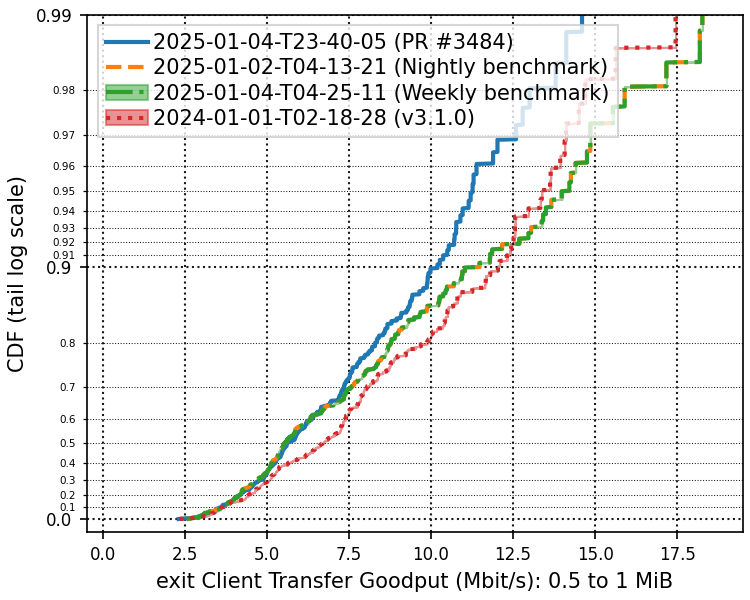 0.99
2025-01-04-T23-40-05 (PR #3484)
2025-01-02-T04-13-21 (Nightly benchmark)
2025-01-04-T04-25-11 (Weekly benchmark)
2024-01-01-T02-18-28 (v3.1.0)
0.98
0.97
0.96
0.95
0.94
0.93
0.92
0.91
0.9
0.8
0.7
0.6
0.5
0.4
0.3
0.2
0.1
0.0
CDF (tail log scale)
0.0 2.5 5.0 7.5 10.0 12.5 15.0 17.5
exit Client Transfer Goodput (Mbit/s): 0.5 to 1 MiB